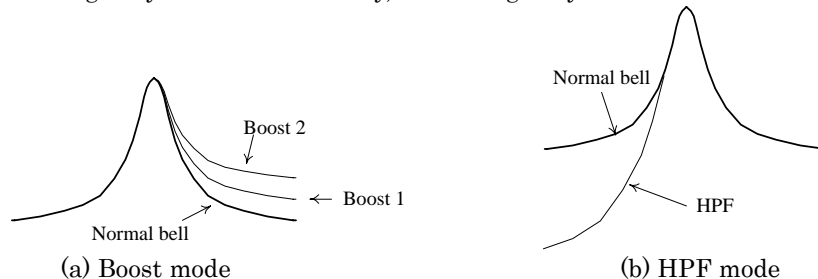 Normal bell
Boost 2
Boost 1
Normal bell
HPF
(a) Boost mode
(b) HPF mode